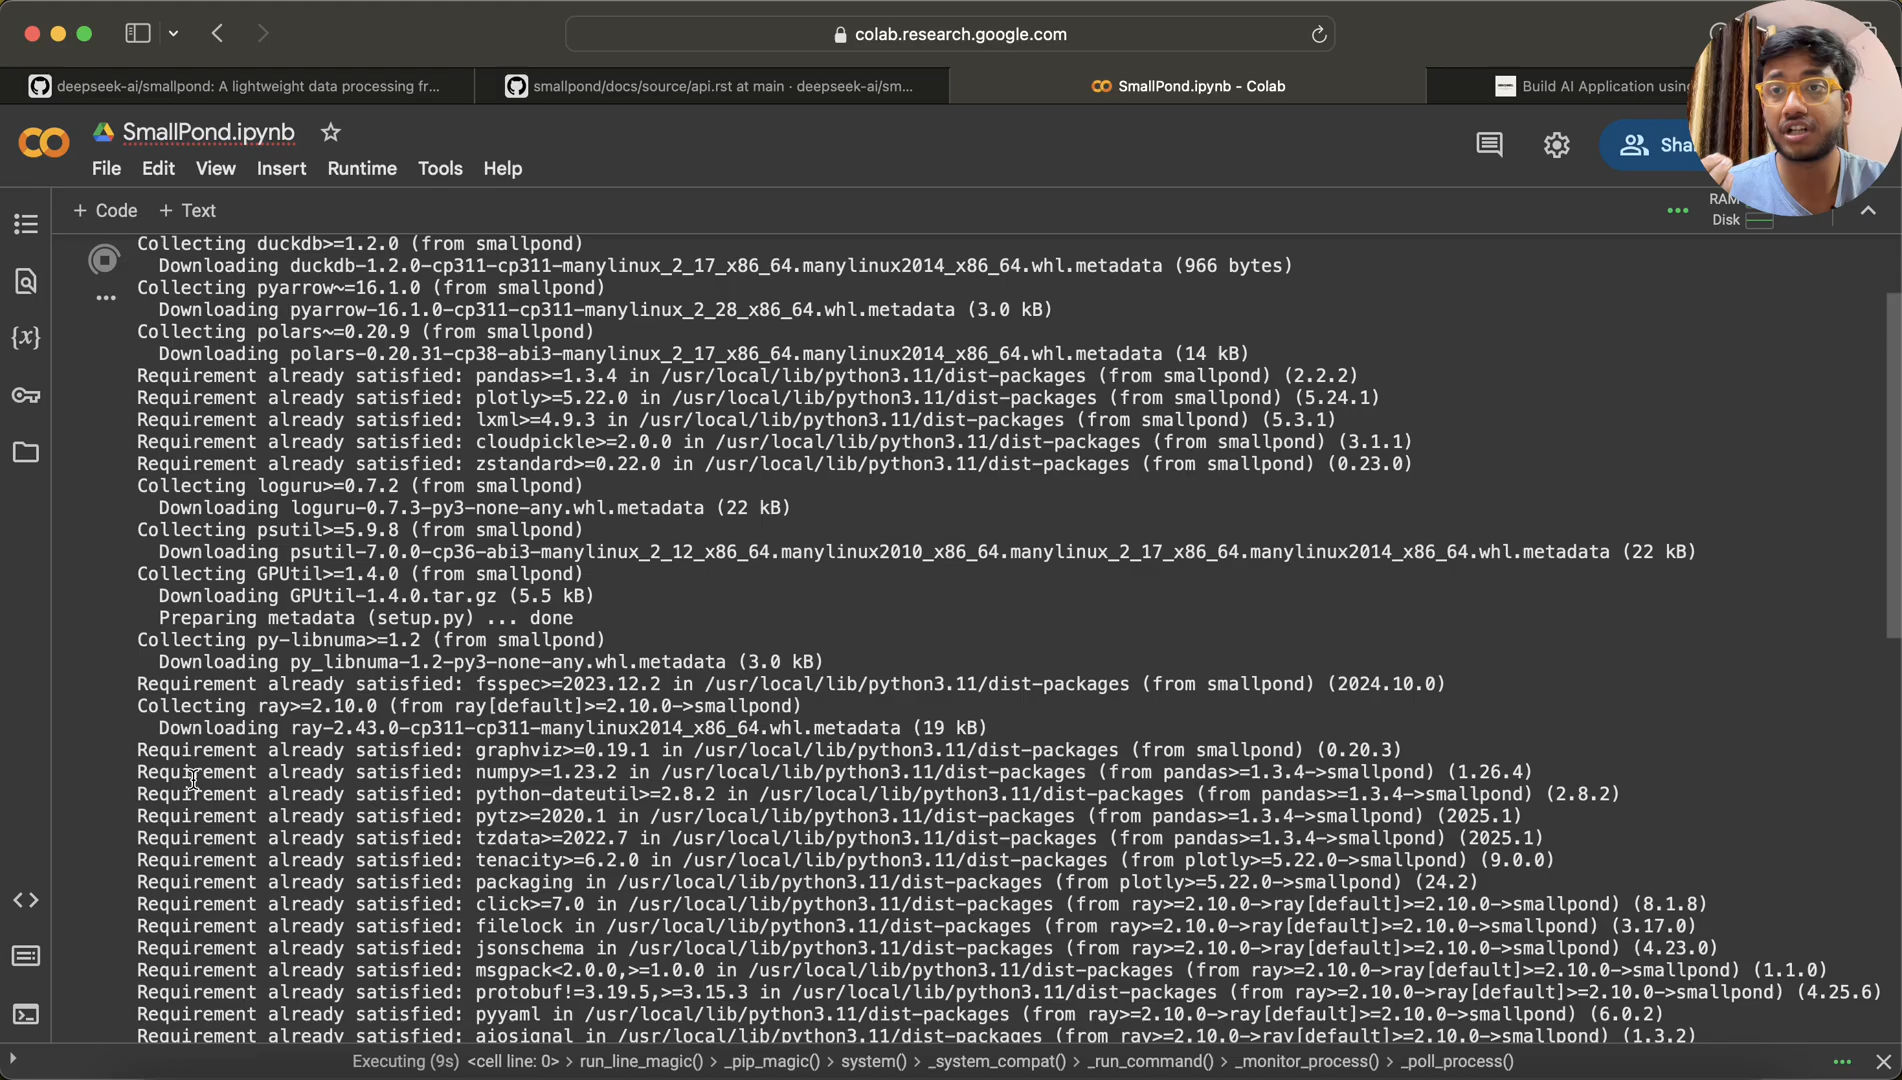 colab.research.google.com
deepseek-ai/smallpond: A lightweight data processing fr...
smallpond/docs/source/api.rst at main · deepseek-ai/sm...
SmallPond.ipynb - Colab
Build AI Application using
SmallPond.ipynb
Sha
File Edit View Insert Runtime Tools Help
+ Code + Text
RAM
Disk
Collecting duckdb>=1.2.0 (from smallpond)
Downloading duckdb-1.2.0-cp311-cp311-manylinux_2_17_x86_64.manylinux2014_x86_64.whl.metadata (966 bytes)
Collecting pyarrow~=16.1.0 (from smallpond)
Downloading pyarrow-16.1.0-cp311-cp311-manylinux_2_28_x86_64.whl.metadata (3.0 kB)
Collecting polars~=0.20.9 (from smallpond)
Downloading polars-0.20.31-cp38-abi3-manylinux_2_17_x86_64.manylinux2014_x86_64.whl.metadata (14 kB)
Requirement already satisfied: pandas>=1.3.4 in /usr/local/lib/python3.11/dist-packages (from smallpond) (2.2.2)
Requirement already satisfied: plotly>=5.22.0 in /usr/local/lib/python3.11/dist-packages (from smallpond) (5.24.1)
Requirement already satisfied: lxml>=4.9.3 in /usr/local/lib/python3.11/dist-packages (from smallpond) (5.3.1)
Requirement already satisfied: cloudpickle>=2.0.0 in /usr/local/lib/python3.11/dist-packages (from smallpond) (3.1.1)
Requirement already satisfied: zstandard>=0.22.0 in /usr/local/lib/python3.11/dist-packages (from smallpond) (0.23.0)
Collecting loguru>=0.7.2 (from smallpond)
Downloading loguru-0.7.3-py3-none-any.whl.metadata (22 kB)
Collecting psutil>=5.9.8 (from smallpond)
Downloading psutil-7.0.0-cp36-abi3-manylinux_2_12_x86_64.manylinux2010_x86_64.manylinux_2_17_x86_64.manylinux2014_x86_64.whl.metadata (22 kB)
Collecting GPUtil>=1.4.0 (from smallpond)
Downloading GPUtil-1.4.0.tar.gz (5.5 kB)
Preparing metadata (setup.py) ... done
Collecting py-libnuma>=1.2 (from smallpond)
Downloading py_libnuma-1.2-py3-none-any.whl.metadata (3.0 kB)
Requirement already satisfied: fsspec>=2023.12.2 in /usr/local/lib/python3.11/dist-packages (from smallpond) (2024.10.0)
Collecting ray>=2.10.0 (from ray[default]>=2.10.0->smallpond)
Downloading ray-2.43.0-cp311-cp311-manylinux2014_x86_64.whl.metadata (19 kB)
Requirement already satisfied: graphviz>=0.19.1 in /usr/local/lib/python3.11/dist-packages (from smallpond) (0.20.3)
Requirement already satisfied: numpy>=1.23.2 in /usr/local/lib/python3.11/dist-packages (from pandas>=1.3.4->smallpond) (1.26.4)
Requirement already satisfied: python-dateutil>=2.8.2 in /usr/local/lib/python3.11/dist-packages (from pandas>=1.3.4->smallpond) (2.8.2)
Requirement already satisfied: pytz>=2020.1 in /usr/local/lib/python3.11/dist-packages (from pandas>=1.3.4->smallpond) (2025.1)
Requirement already satisfied: tzdata>=2022.7 in /usr/local/lib/python3.11/dist-packages (from pandas>=1.3.4->smallpond) (2025.1)
Requirement already satisfied: tenacity>=6.2.0 in /usr/local/lib/python3.11/dist-packages (from plotly>=5.22.0->smallpond) (9.0.0)
Requirement already satisfied: packaging in /usr/local/lib/python3.11/dist-packages (from plotly>=5.22.0->smallpond) (24.2)
Requirement already satisfied: click>=7.0 in /usr/local/lib/python3.11/dist-packages (from ray>=2.10.0->ray[default]>=2.10.0->smallpond) (8.1.8)
Requirement already satisfied: filelock in /usr/local/lib/python3.11/dist-packages (from ray>=2.10.0->ray[default]>=2.10.0->smallpond) (3.17.0)
Requirement already satisfied: jsonschema in /usr/local/lib/python3.11/dist-packages (from ray>=2.10.0->ray[default]>=2.10.0->smallpond) (4.23.0)
Requirement already satisfied: msgpack<2.0.0,>=1.0.0 in /usr/local/lib/python3.11/dist-packages (from ray>=2.10.0->ray[default]>=2.10.0->smallpond) (1.1.0)
Requirement already satisfied: protobuf!=3.19.5,>=3.15.3 in /usr/local/lib/python3.11/dist-packages (from ray>=2.10.0->ray[default]>=2.10.0->smallpond) (4.25.6)
Requirement already satisfied: pyyaml in /usr/local/lib/python3.11/dist-packages (from ray>=2.10.0->ray[default]>=2.10.0->smallpond) (6.0.2)
Requirement already satisfied: aiosignal in /usr/local/lib/python3.11/dist-packages (from ray>=2.10.0->ray[default]>=2.10.0->smallpond) (1.3.2)
Executing (9s) <cell line: 0> > run_line_magic() > _pip_magic() > system() > _system_compat() > _run_command() > _monitor_process() > _poll_process()